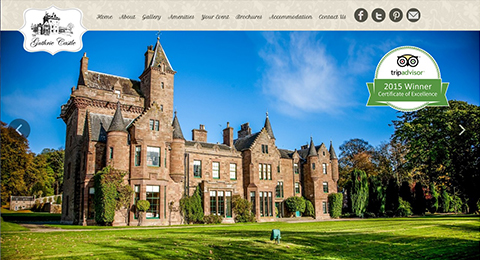 Home About Gallery Amenities Your Event Brochures Accommodation Contact Us
Guthrie Castle
tripadvisor
2015 Winner
Certificate of Excellence